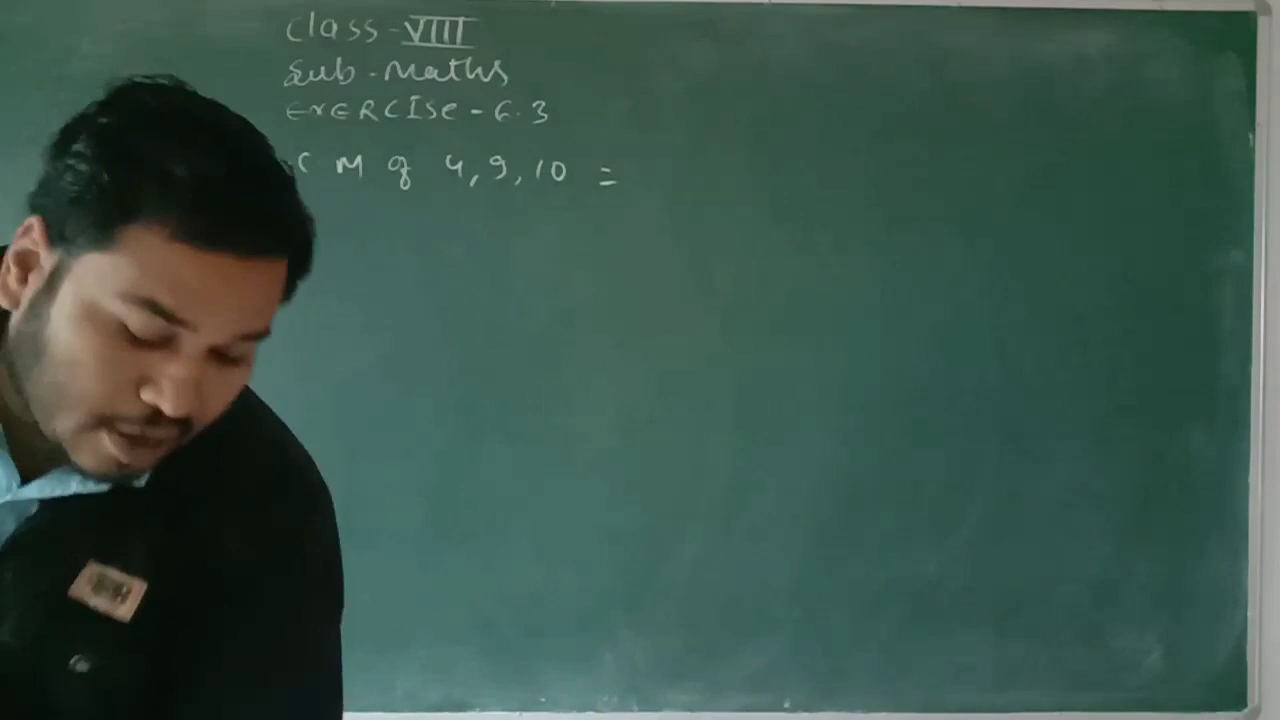 Class - VIII
Sub - Maths
EXERCISE - 6.3
C M of 4, 9, 10 =